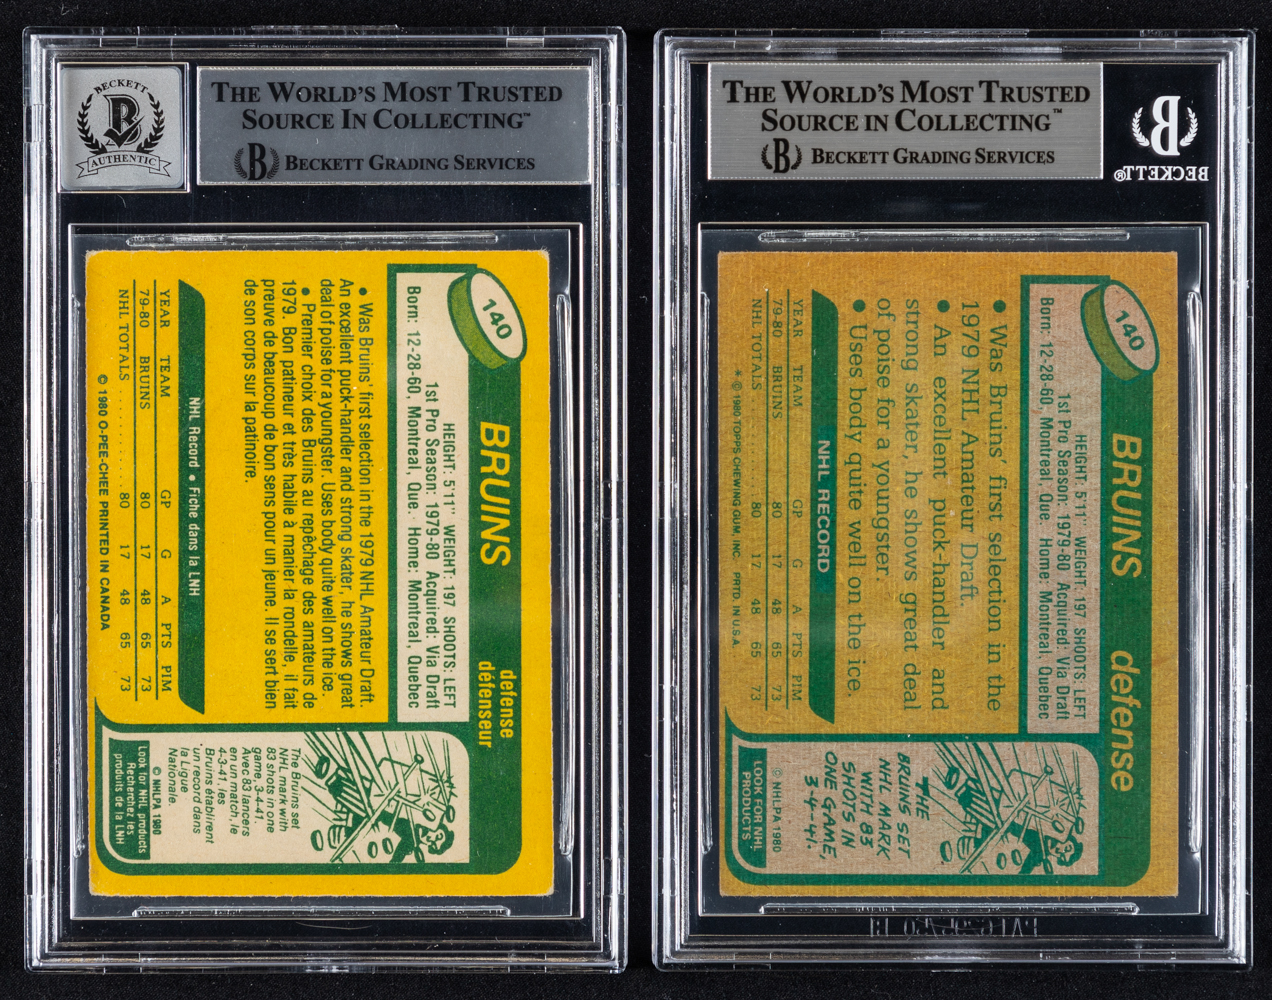 BECKETT
B
AUTHENTIC
THE WORLD'S MOST TRUSTED
SOURCE IN COLLECTING™
B BECKETT GRADING SERVICES
140
BRUINS
defense
défenseur
HEIGHT: 5'11" WEIGHT: 197 SHOOTS: LEFT
1st Pro Season: 1979-80 Acquired: Via Draft
Born: 12-28-60, Montreal, Que. Home: Montreal, Quebec
• Was Bruins' first selection in the 1979 NHL Amateur Draft.
An excellent puck-handler and strong skater, he shows great
deal of poise for a youngster. Uses body quite well on the ice.
• Premier choix des Bruins au repêchage des amateurs de
1979. Bon patineur et très habile à manier la rondelle, il fait
preuve de beaucoup de bon sens pour un jeune. Il se sert bien
de son corps sur la patinoire.
NHL Record • Fiche dans la LNH
YEAR TEAM GP G A PTS PIM
79-80 BRUINS 80 17 48 65 73
NHL TOTALS . . . . . . . . . 80 17 48 65 73
© 1980 O-PEE-CHEE PRINTED IN CANADA
The Bruins set
NHL mark with
83 shots in one
game, 3-4-41.
Avec 83 lancers
en un match, le
4-3-41, les
Bruins établirent
un record dans
la Ligue
Nationale.
© NHLPA 1980
Look for NHL products
Recherchez les
produits de la LNH
THE WORLD'S MOST TRUSTED
SOURCE IN COLLECTING™
B BECKETT GRADING SERVICES
B
BECKETT®
140
BRUINS defense
HEIGHT: 5'11" WEIGHT: 197 SHOOTS: LEFT
1st Pro Season: 1979-80 Acquired: Via Draft
Born: 12-28-60, Montreal, Que. Home: Montreal, Quebec
• Was Bruins' first selection in the
1979 NHL Amateur Draft.
• An excellent puck-handler and
strong skater, he shows great deal
of poise for a youngster.
• Uses body quite well on the ice.
NHL RECORD
YEAR TEAM GP G A PTS PIM
79-80 BRUINS 80 17 48 65 73
NHL TOTALS . . . . . . . . . 80 17 48 65 73
* © 1980 TOPPS CHEWING GUM, INC. PRTD. IN U.S.A.
THE
BRUINS SET
NHL MARK
WITH 83
SHOTS IN
ONE GAME,
3-4-41.
© NHLPA 1980
LOOK FOR NHL
PRODUCTS